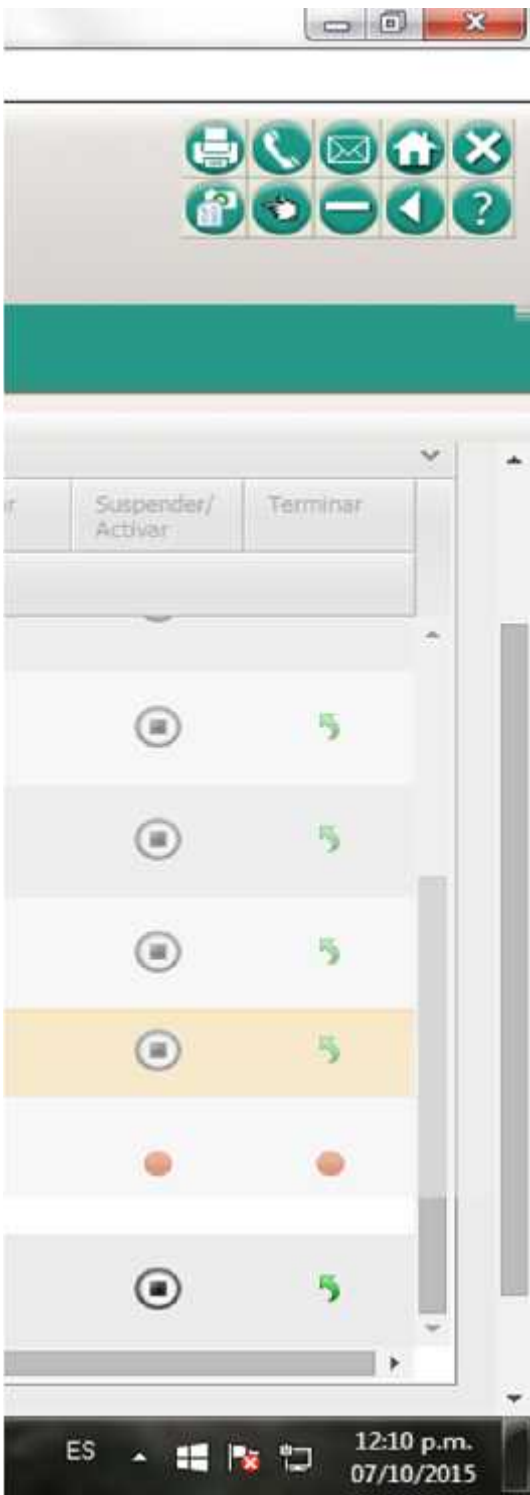 r
Suspender/ Terminar
Activar
ES
12:10 p.m.
07/10/2015